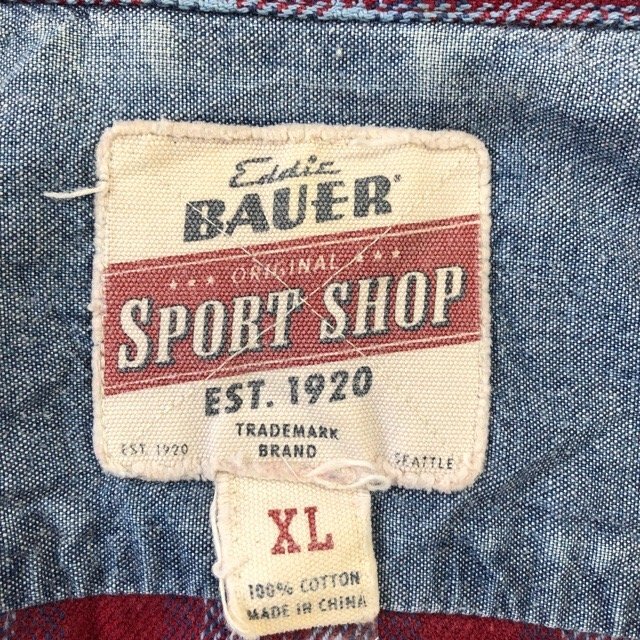 Eddie
BAUER®
ORIGINAL
SPORT SHOP
EST. 1920
TRADEMARK
BRAND
EST. 1920
SEATTLE
XL
100% COTTON
MADE IN CHINA